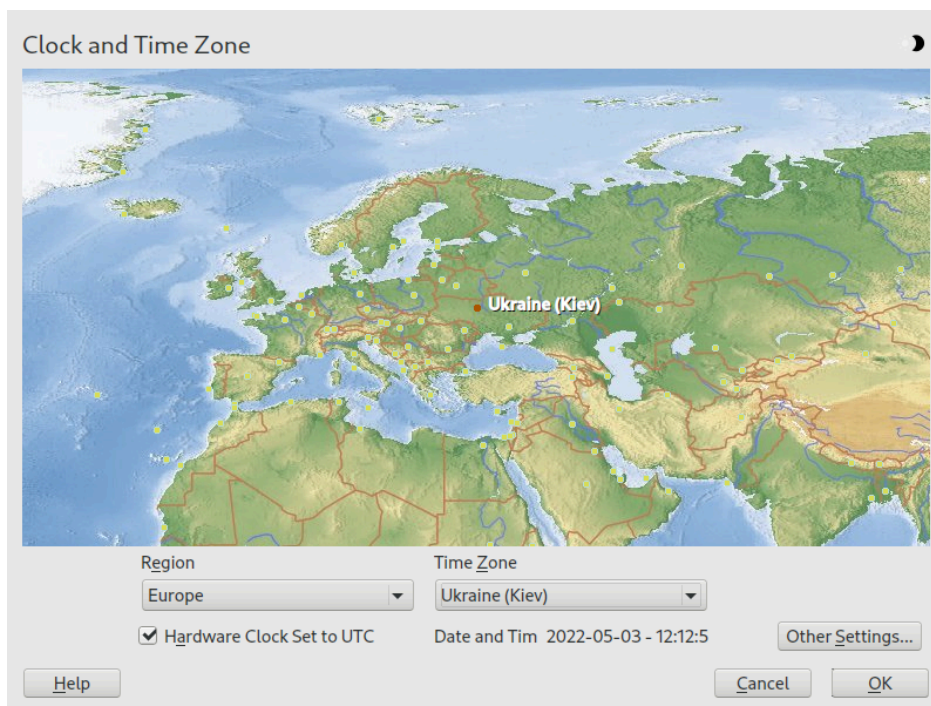 Clock and Time Zone
Ukraine (Kiev)
Region
Time Zone
Europe
Ukraine (Kiev)
Hardware Clock Set to UTC
Date and Tim 2022-05-03 - 12:12:5
Other Settings...
Help
Cancel
OK